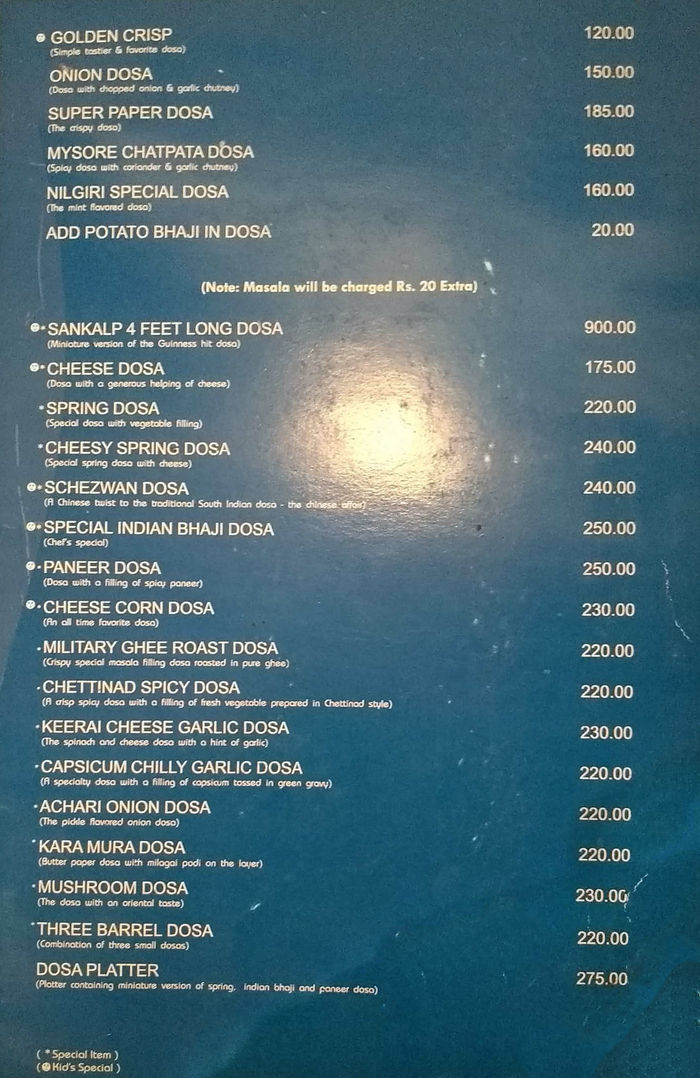 ☻ GOLDEN CRISP 120.00
(Simple tastier & favorite dosa)
ONION DOSA 150.00
(Dosa with chopped onion & garlic chutney)
SUPER PAPER DOSA 185.00
(The crispy dosa)
MYSORE CHATPATA DOSA 160.00
(Spicy dosa with coriander & garlic chutney)
NILGIRI SPECIAL DOSA 160.00
(The mint flavored dosa)
ADD POTATO BHAJI IN DOSA 20.00
(Note: Masala will be charged Rs. 20 Extra)
☻* SANKALP 4 FEET LONG DOSA 900.00
(Miniature version of the Guinness hit dosa)
☻* CHEESE DOSA 175.00
(Dosa with a generous helping of cheese)
* SPRING DOSA 220.00
(Special dosa with vegetable filling)
* CHEESY SPRING DOSA 240.00
(Special spring dosa with cheese)
☻* SCHEZWAN DOSA 240.00
(A Chinese twist to the traditional South Indian dosa - the chinese affair)
☻* SPECIAL INDIAN BHAJI DOSA 250.00
(Chef's special)
☻* PANEER DOSA 250.00
(Dosa with a filling of spicy paneer)
☻* CHEESE CORN DOSA 230.00
(An all time favorite dosa)
* MILITARY GHEE ROAST DOSA 220.00
(Crispy special masala filling dosa roasted in pure ghee)
* CHETTINAD SPICY DOSA 220.00
(A crisp spicy dosa with a filling of fresh vegetable prepared in Chettinad style)
* KEERAI CHEESE GARLIC DOSA 230.00
(The spinach and cheese dosa with a hint of garlic)
* CAPSICUM CHILLY GARLIC DOSA 220.00
(A specialty dosa with a filling of capsicum tossed in green gravy)
* ACHARI ONION DOSA 220.00
(The pickle flavored onion dosa)
* KARA MURA DOSA 220.00
(Butter paper dosa with milagai podi on the layer)
* MUSHROOM DOSA 230.00
(The dosa with an oriental taste)
* THREE BARREL DOSA 220.00
(Combination of three small dosas)
DOSA PLATTER 275.00
(Platter containing miniature version of spring, indian bhaji and paneer dosa)
( * Special Item )
( ☻ Kid's Special )